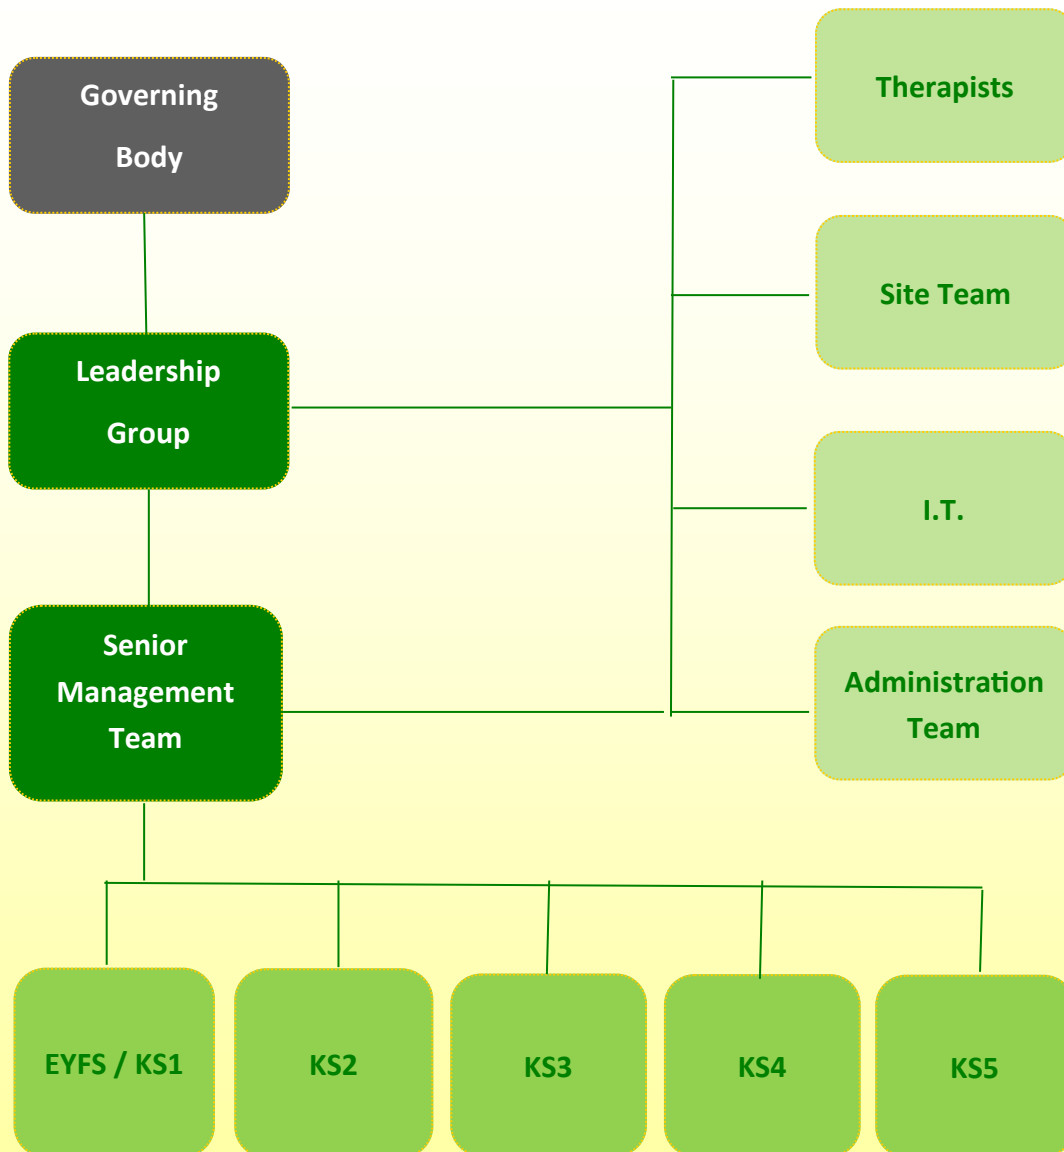 Governing
Body
Therapists
Site Team
Leadership
Group
I.T.
Senior
Management
Team
Administration
Team
EYFS / KS1
KS2
KS3
KS4
KS5